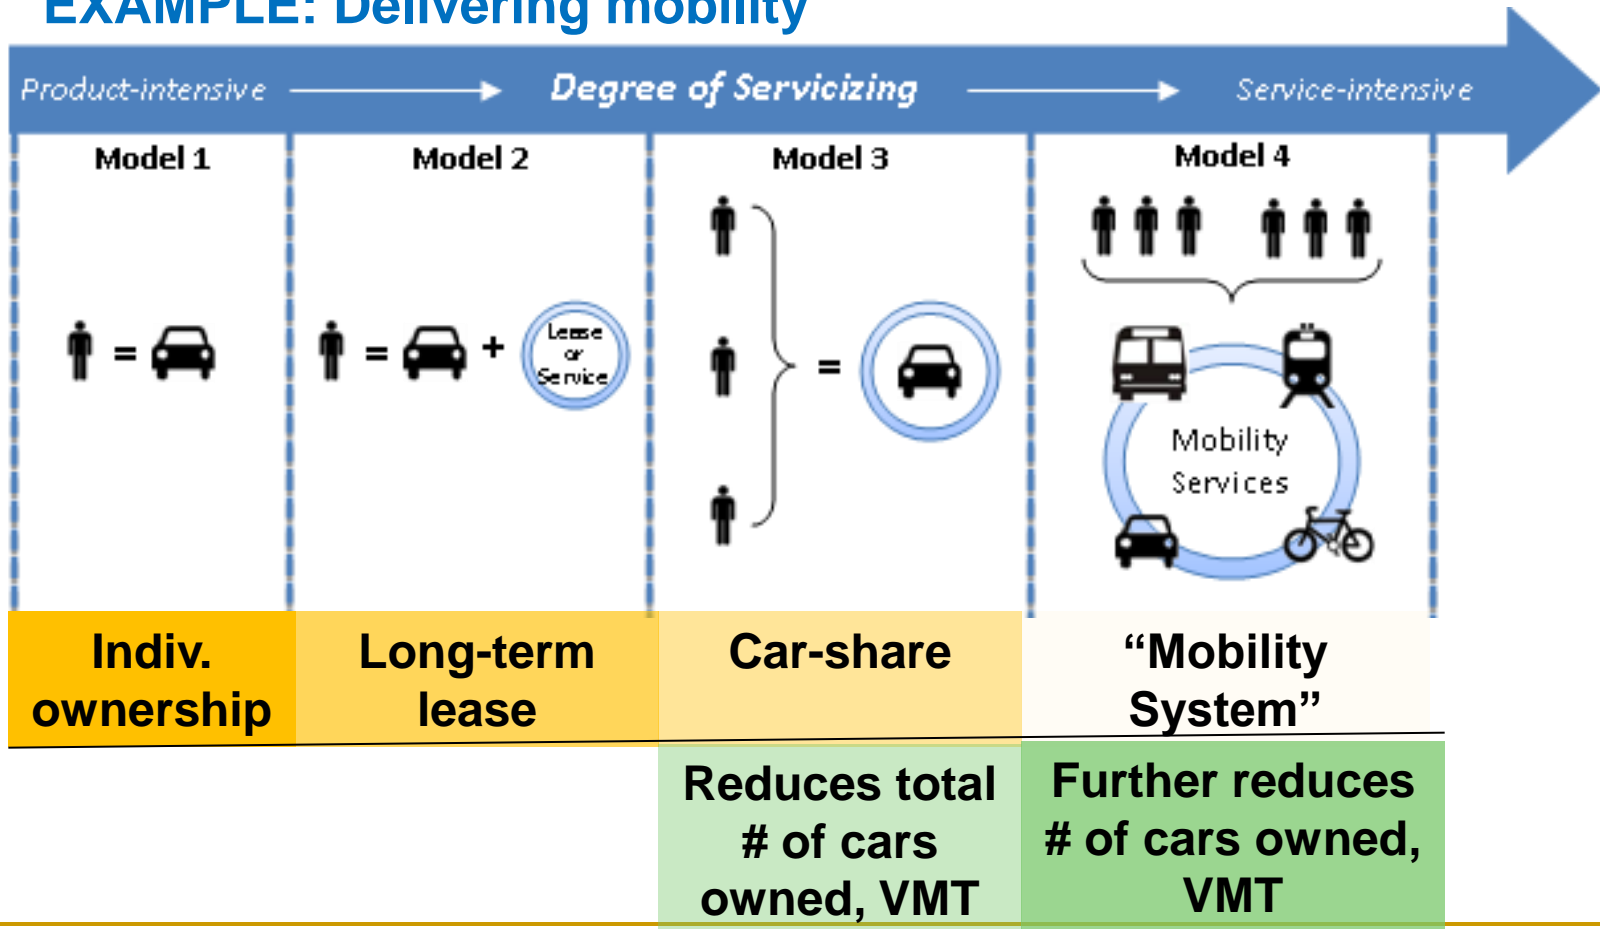 EXAMPLE: Delivering mobility
Product-intensive Degree of Servicizing Service-intensive
Model 1
Model 2
Model 3
Model 4
=
= +
Lease
or
Service
=
Mobility
Services
Indiv.
ownership
Long-term
lease
Car-share
“Mobility
System”
Reduces total
# of cars
owned, VMT
Further reduces
# of cars owned,
VMT